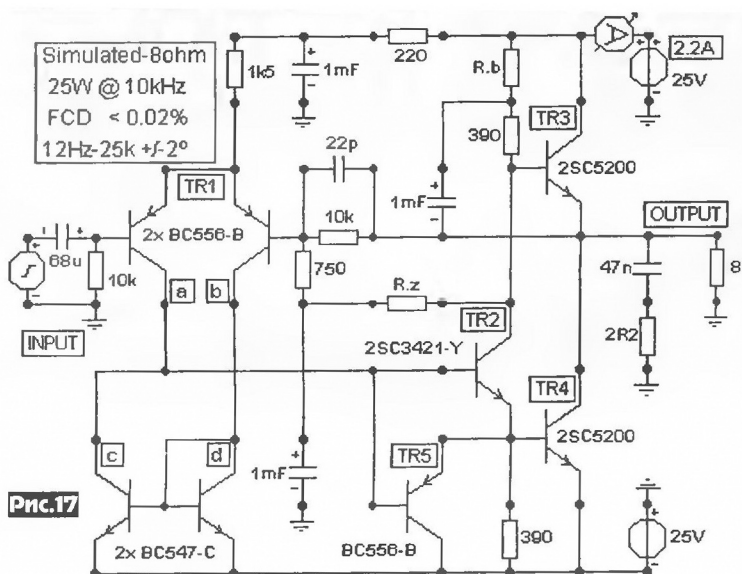 Simulated-8ohm
25W @ 10kHz
FCD < 0.02%
12Hz-25k +/-2º
1k5
1mF
220
R.b
A
2.2A
25V
TR3
390
2SC5200
22p
TR1
1mF
OUTPUT
2x BC556-B
10k
68u
10k
750
47n
8
a
b
R.z
TR2
2R2
INPUT
2SC3421-Y
TR4
2SC5200
c
d
1mF
TR5
Рис.17
2x BC547-C
BC556-B
390
25V